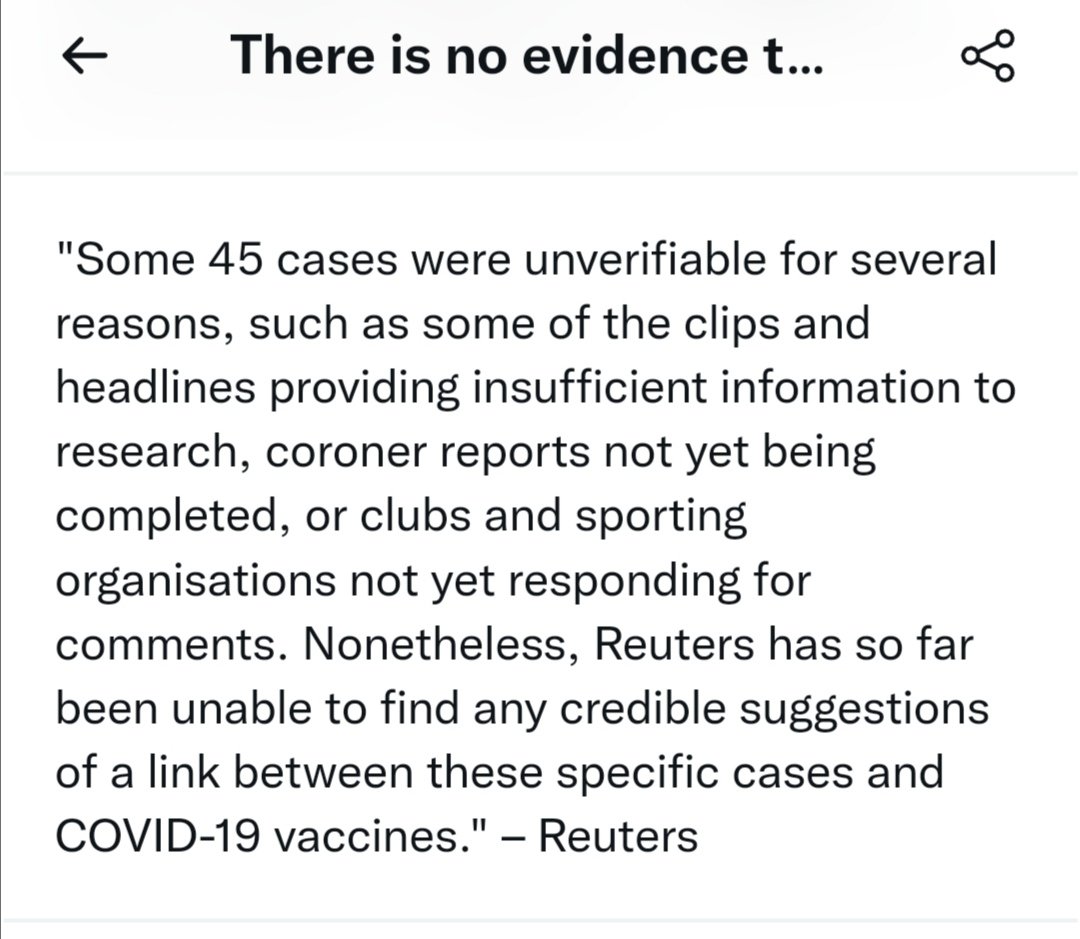 There is no evidence t...
"Some 45 cases were unverifiable for several
reasons, such as some of the clips and
headlines providing insufficient information to
research, coroner reports not yet being
completed, or clubs and sporting
organisations not yet responding for
comments. Nonetheless, Reuters has so far
been unable to find any credible suggestions
of a link between these specific cases and
COVID-19 vaccines." – Reuters